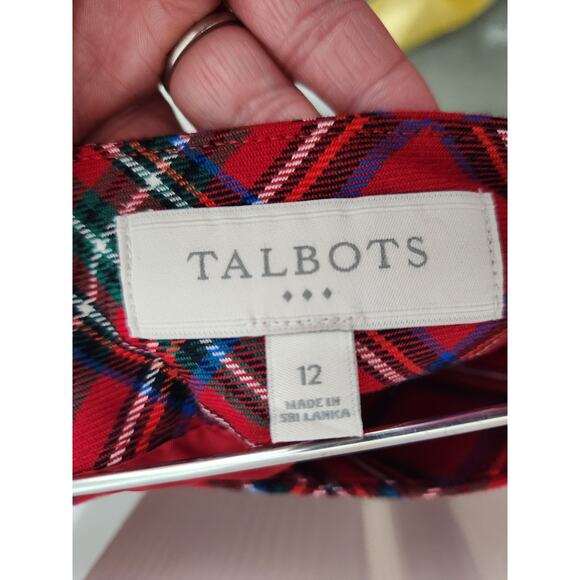 TALBOTS
12
MADE IN
SRI LANKA